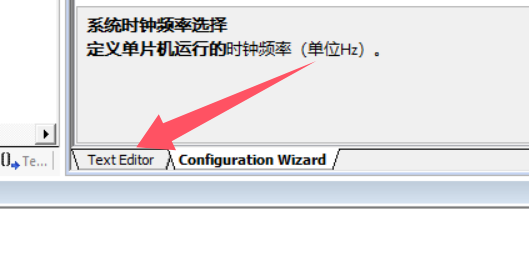 系统时钟频率选择
定义单片机运行的时钟频率（单位Hz）。
{}Te...
Text Editor
Configuration Wizard